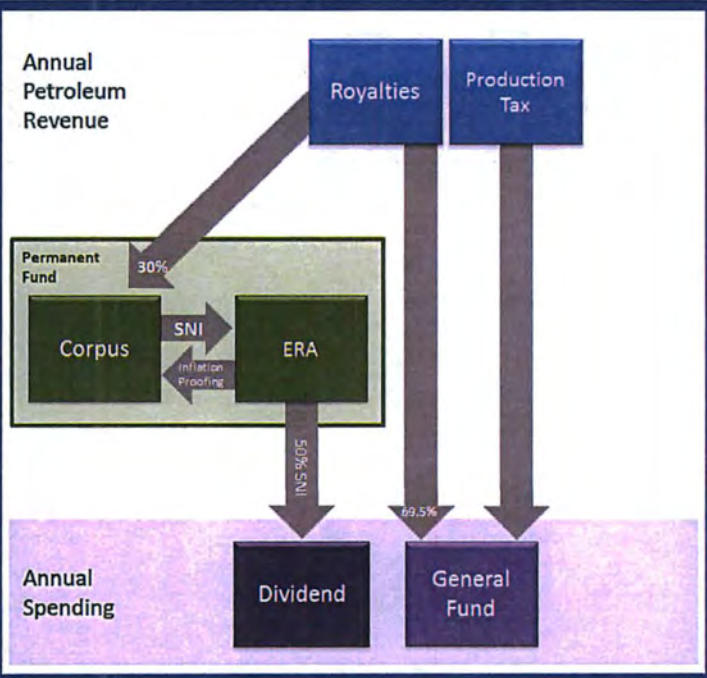 Annual
Petroleum
Revenue
Royalties
Production
Tax
30%
Permanent
Fund
Corpus
SNI
Inflation
Proofing
ERA
50% SNI
69.5%
Annual
Spending
Dividend
General
Fund